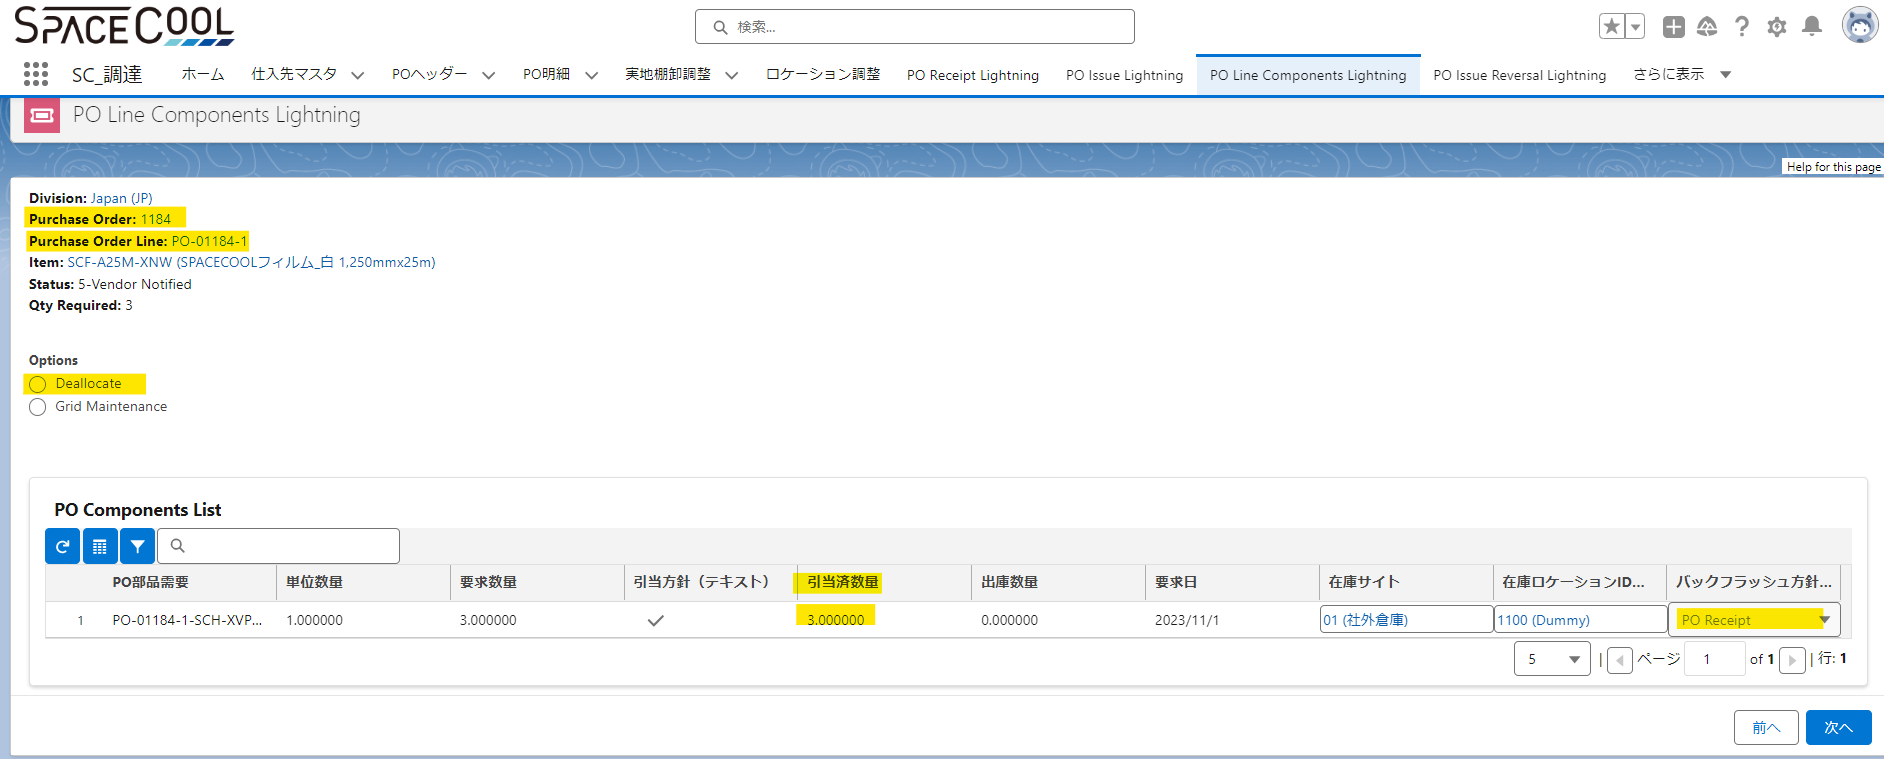 SPACECOOL
検索...
SC_調達
ホーム
仕入先マスタ
POヘッダー
PO明細
実地棚卸調整
ロケーション調整
PO Receipt Lightning
PO Issue Lightning
PO Line Components Lightning
PO Issue Reversal Lightning
さらに表示
PO Line Components Lightning
Help for this page
Division: Japan (JP)
Purchase Order: 1184
Purchase Order Line: PO-01184-1
Item: SCF-A25M-XNW (SPACECOOLフィルム_白 1,250mmx25m)
Status: 5-Vendor Notified
Qty Required: 3
Options
Deallocate
Grid Maintenance
PO Components List
PO部品需要 単位数量 要求数量 引当方針（テキスト） 引当済数量 出庫数量 要求日 在庫サイト 在庫ロケーションID... バックフラッシュ方針...
1 PO-01184-1-SCH-XVP... 1.000000 3.000000 3.000000 0.000000 2023/11/1 01 (社外倉庫) 1100 (Dummy) PO Receipt
5 | ページ 1 of 1 | 行: 1
前へ 次へ